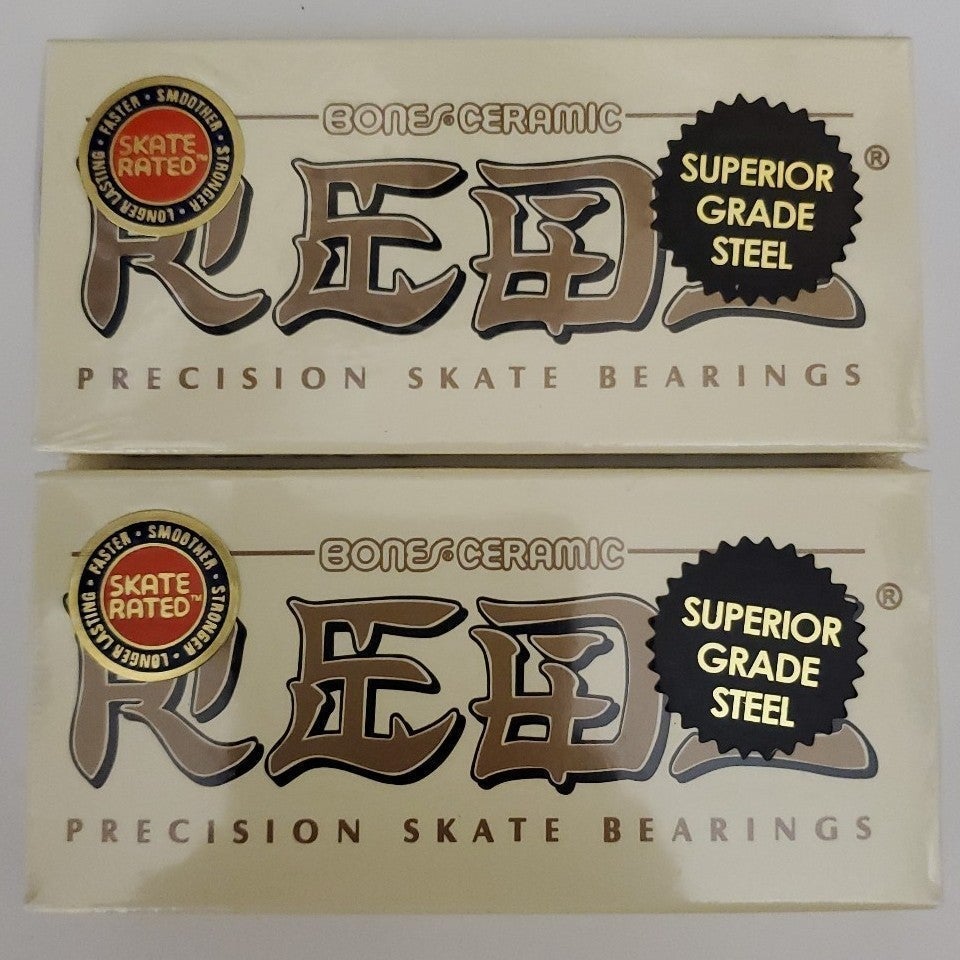 FASTER • SMOOTHER • STRONGER • LONGER LASTING •
SKATE
RATED™
BONES•CERAMIC
REDS®
SUPERIOR
GRADE
STEEL
PRECISION SKATE BEARINGS
FASTER • SMOOTHER • STRONGER • LONGER LASTING •
SKATE
RATED™
BONES•CERAMIC
REDS®
SUPERIOR
GRADE
STEEL
PRECISION SKATE BEARINGS